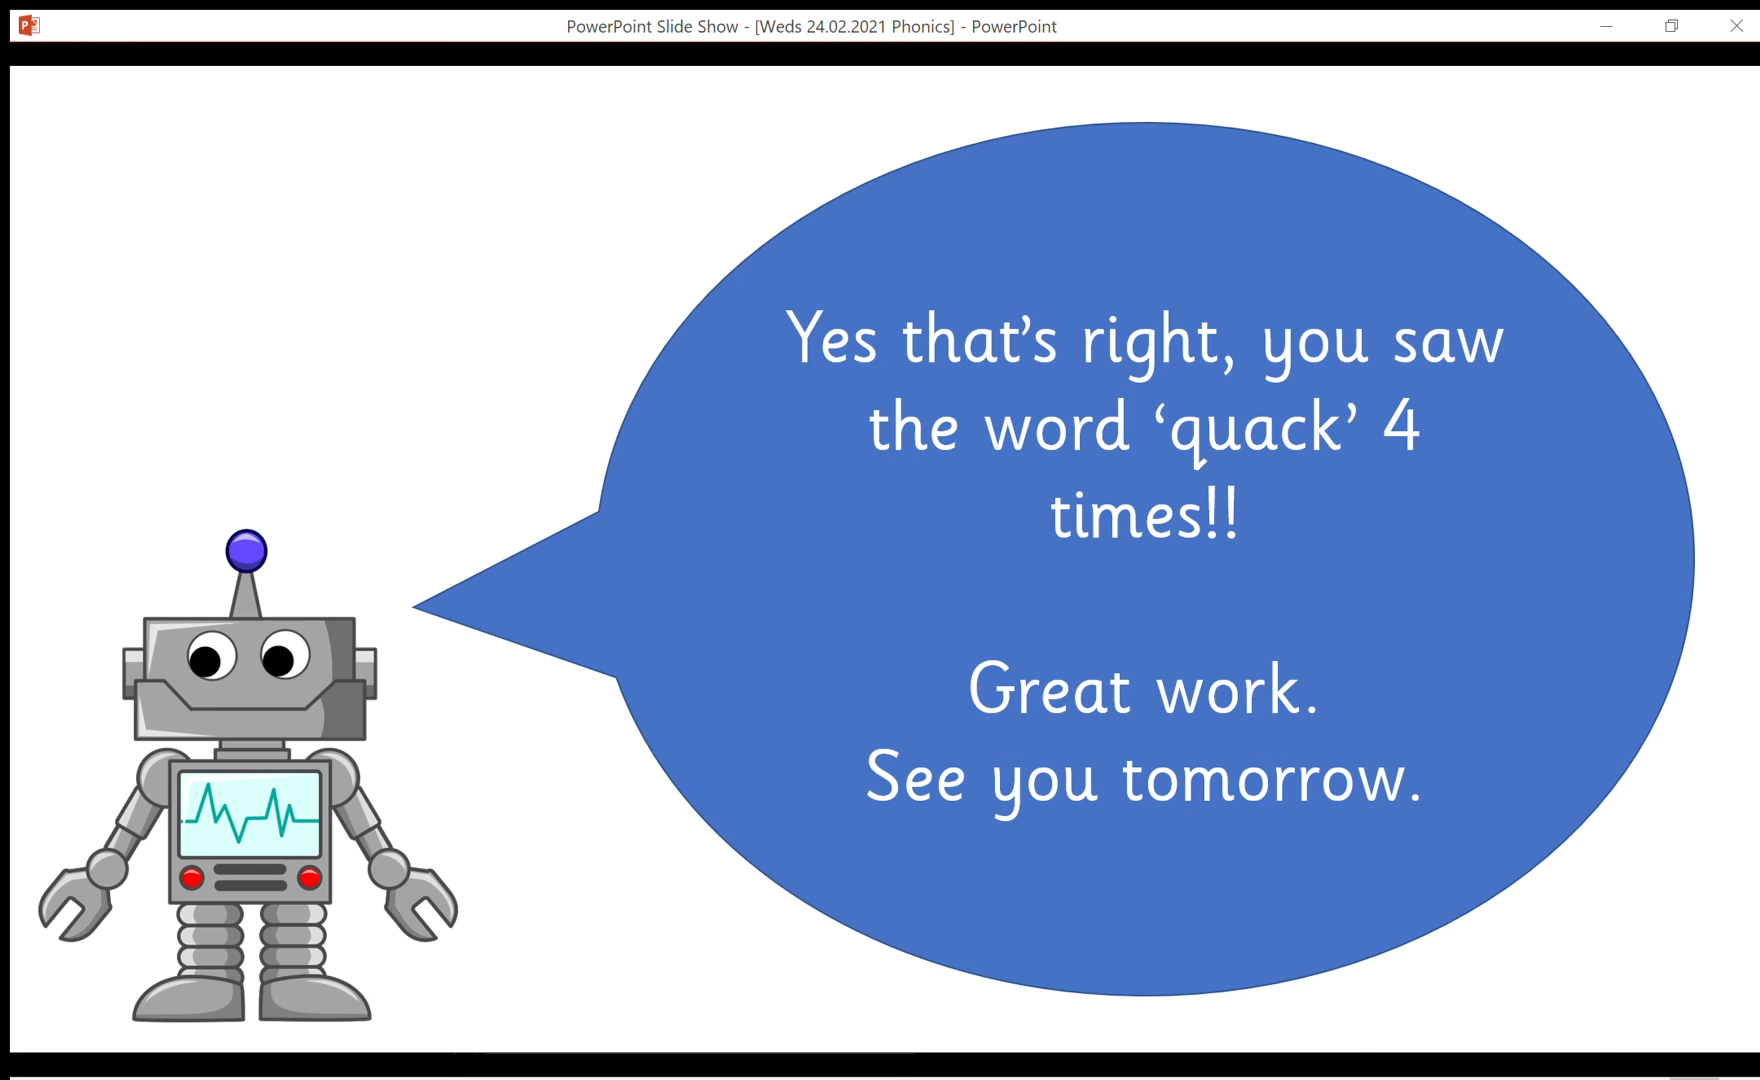 PowerPoint Slide Show - [Weds 24.02.2021 Phonics] - PowerPoint
Yes that’s right, you saw
the word ‘quack’ 4
times!!
Great work.
See you tomorrow.